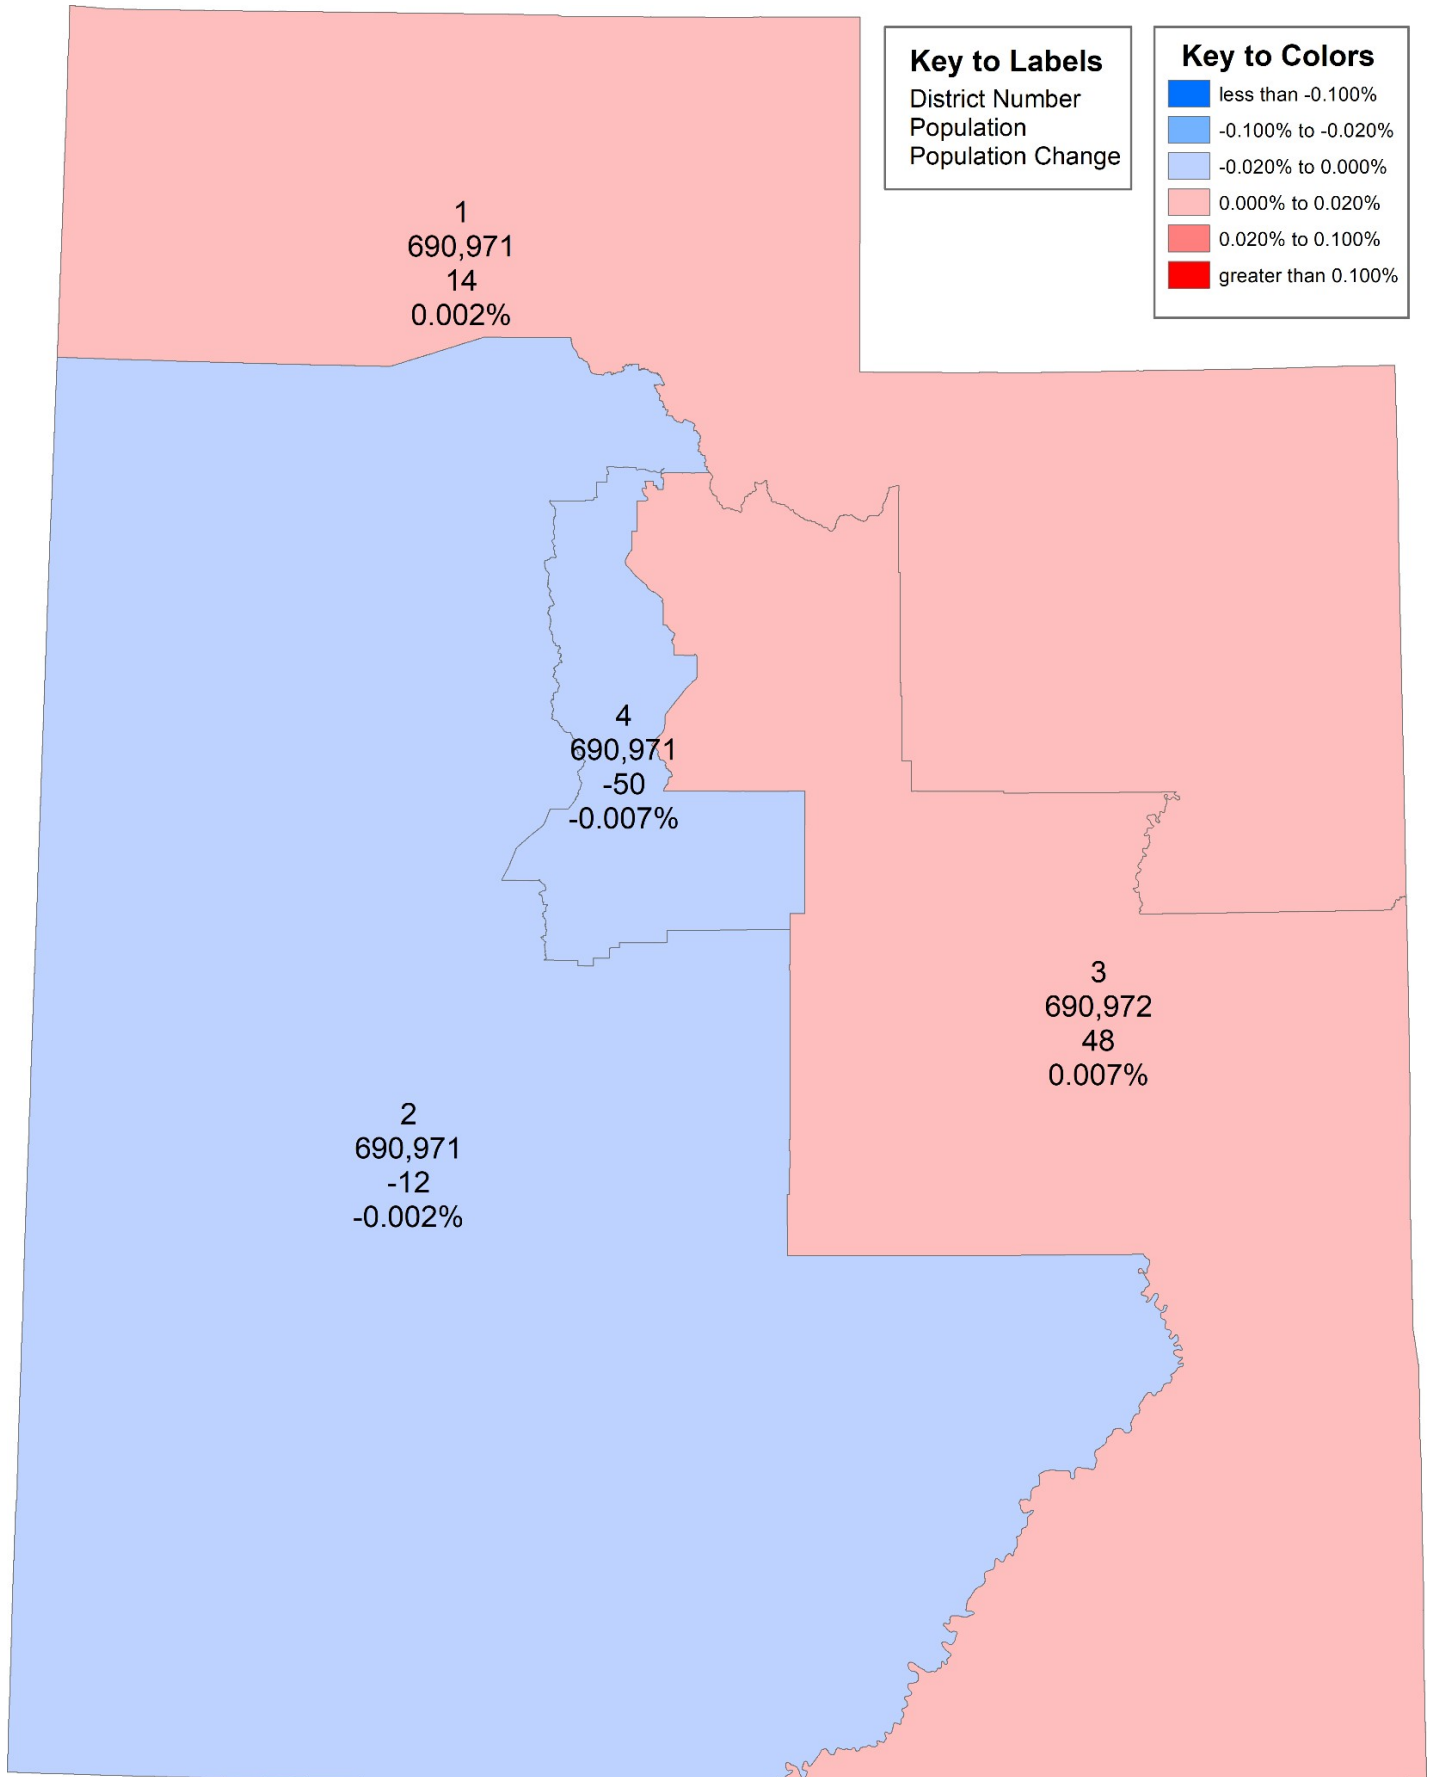 Key to Labels
District Number
Population
Population Change
Key to Colors
less than -0.100%
-0.100% to -0.020%
-0.020% to 0.000%
0.000% to 0.020%
0.020% to 0.100%
greater than 0.100%
1
690,971
14
0.002%
4
690,971
-50
-0.007%
3
690,972
48
0.007%
2
690,971
-12
-0.002%